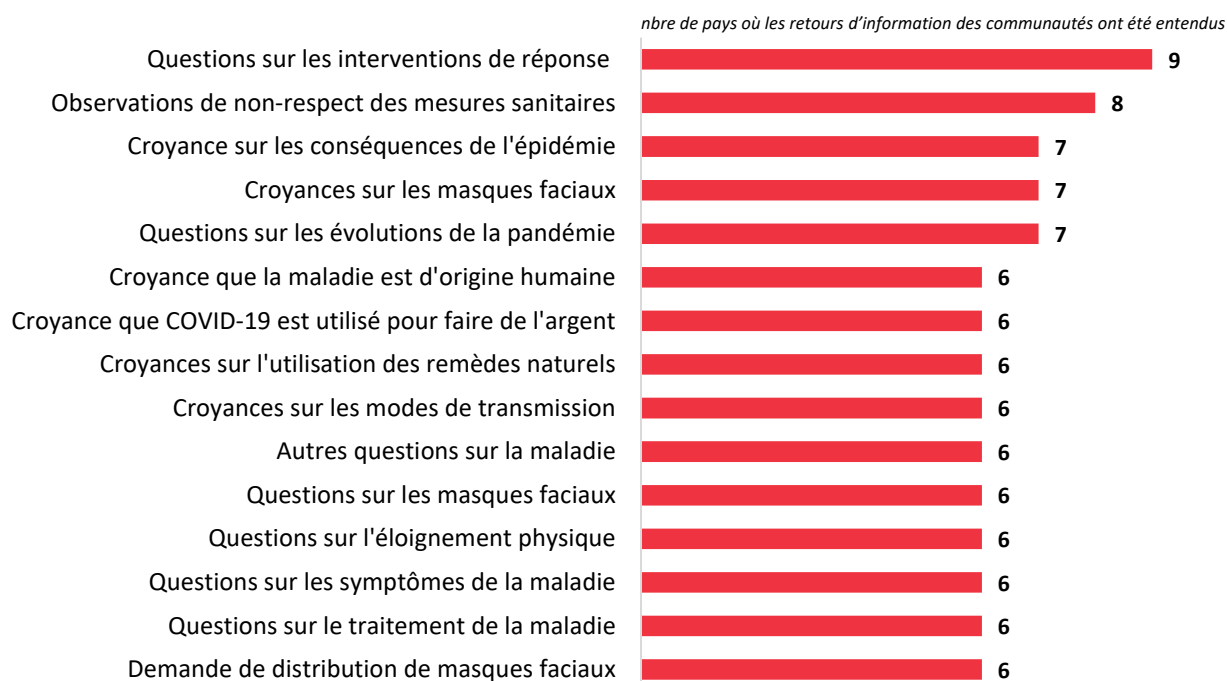 nbre de pays où les retours d'information des communautés ont été entendus
Questions sur les interventions de réponse 9
Observations de non-respect des mesures sanitaires 8
Croyance sur les conséquences de l'épidémie 7
Croyances sur les masques faciaux 7
Questions sur les évolutions de la pandémie 7
Croyance que la maladie est d'origine humaine 6
Croyance que COVID-19 est utilisé pour faire de l'argent 6
Croyances sur l'utilisation des remèdes naturels 6
Croyances sur les modes de transmission 6
Autres questions sur la maladie 6
Questions sur les masques faciaux 6
Questions sur l'éloignement physique 6
Questions sur les symptômes de la maladie 6
Questions sur le traitement de la maladie 6
Demande de distribution de masques faciaux 6